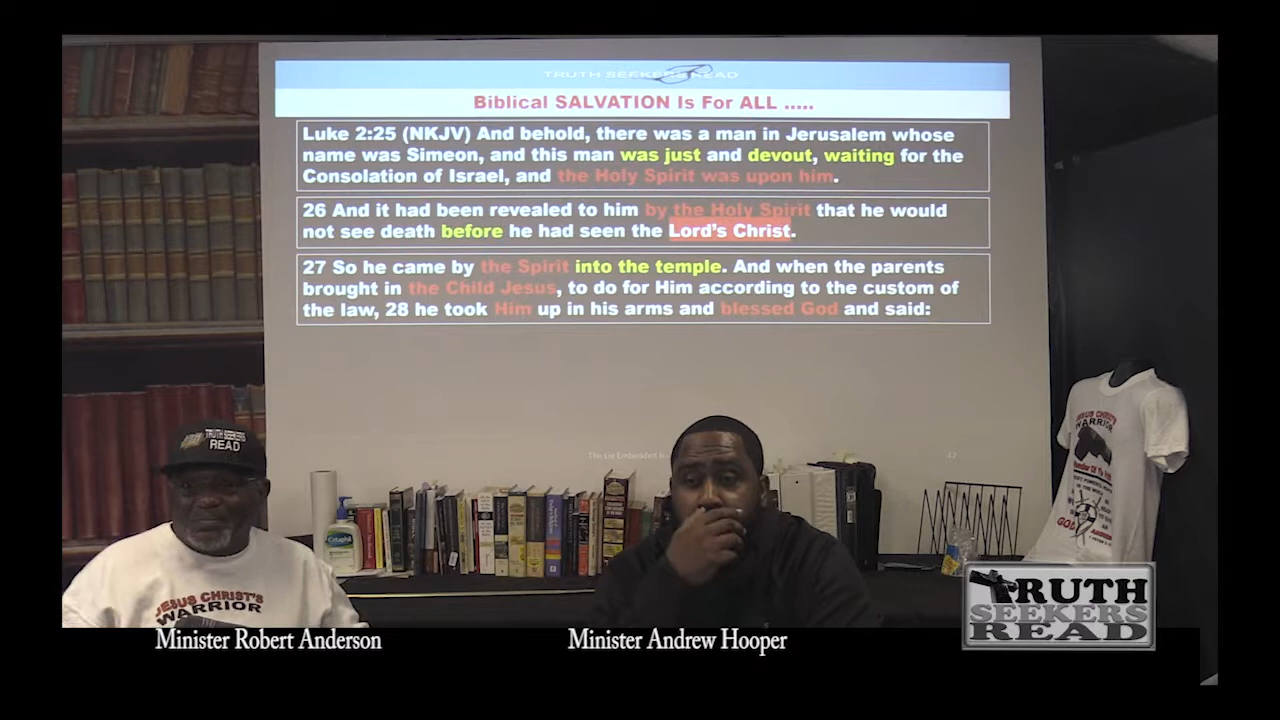 TRUTH SEEKERS READ
Biblical SALVATION Is For ALL .....
Luke 2:25 (NKJV) And behold, there was a man in Jerusalem whose
name was Simeon, and this man was just and devout, waiting for the
Consolation of Israel, and the Holy Spirit was upon him.
26 And it had been revealed to him by the Holy Spirit that he would
not see death before he had seen the Lord's Christ.
27 So he came by the Spirit into the temple. And when the parents
brought in the Child Jesus, to do for Him according to the custom of
the law, 28 he took Him up in his arms and blessed God and said:
The Lie Embedded
TRUTH SEEKERS
READ
Cetaphil
JESUS CHRIST'S
WARRIOR
JESUS CHRIST'S
WARRIOR
GOD
TRUTH
SEEKERS
READ
Minister Robert Anderson
Minister Andrew Hooper